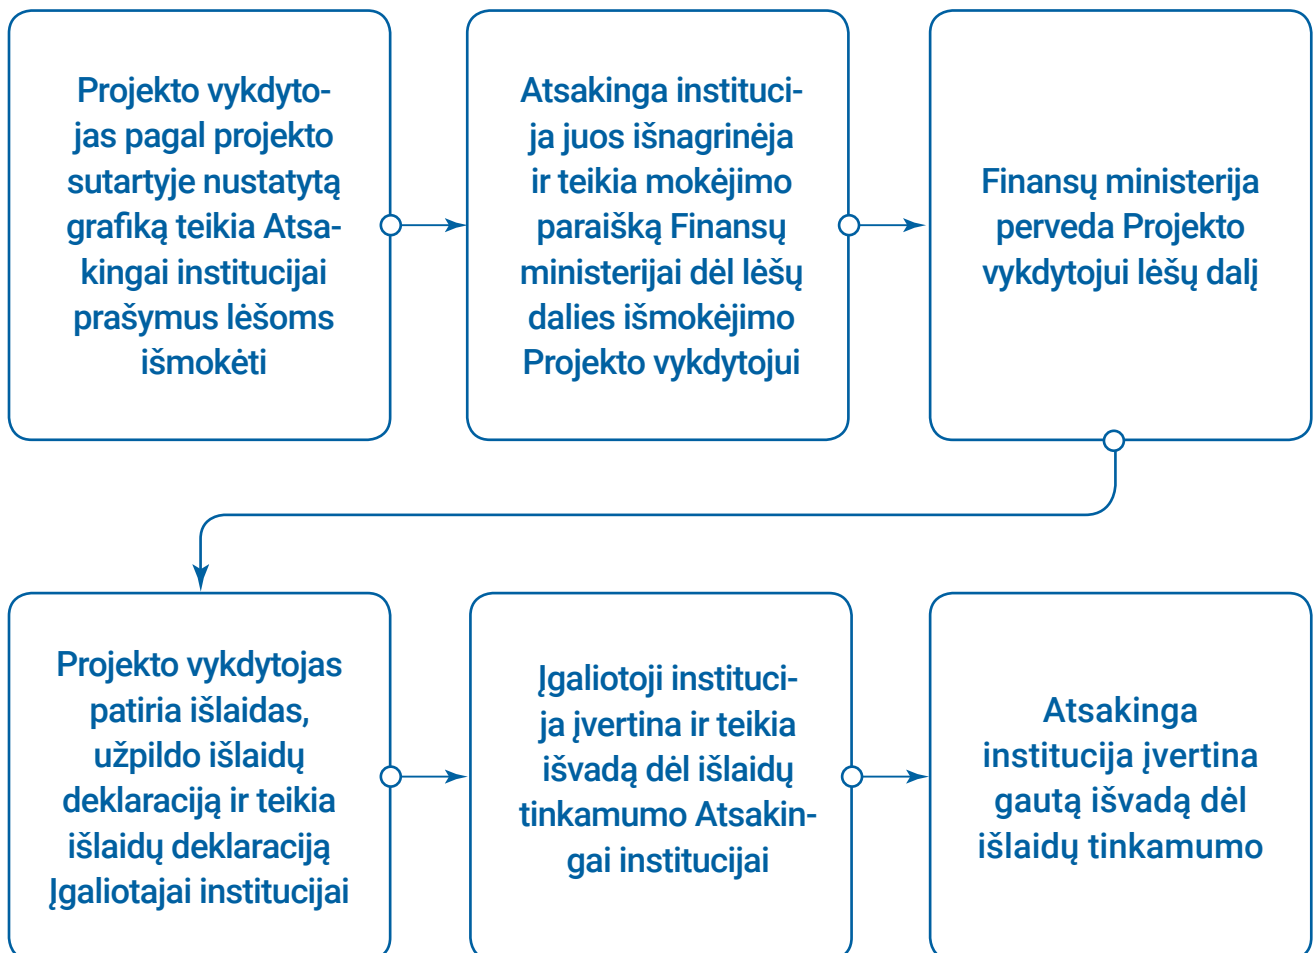 Projekto vykdyto-
jas pagal projekto
sutartyje nustatytą
grafiką teikia Atsa-
kingai institucijai
prašymus lėšoms
išmokėti
Atsakinga instituci-
ja juos išnagrinėja
ir teikia mokėjimo
paraišką Finansų
ministerijai dėl lėšų
dalies išmokėjimo
Projekto vykdytojui
Finansų ministerija
perveda Projekto
vykdytojui lėšų dalį
Projekto vykdytojas
patiria išlaidas,
užpildo išlaidų
deklaraciją ir teikia
išlaidų deklaraciją
Įgaliotajai institucijai
Įgaliotoji instituci-
ja įvertina ir teikia
išvadą dėl išlaidų
tinkamumo Atsakin-
gai institucijai
Atsakinga
institucija įvertina
gautą išvadą dėl
išlaidų tinkamumo